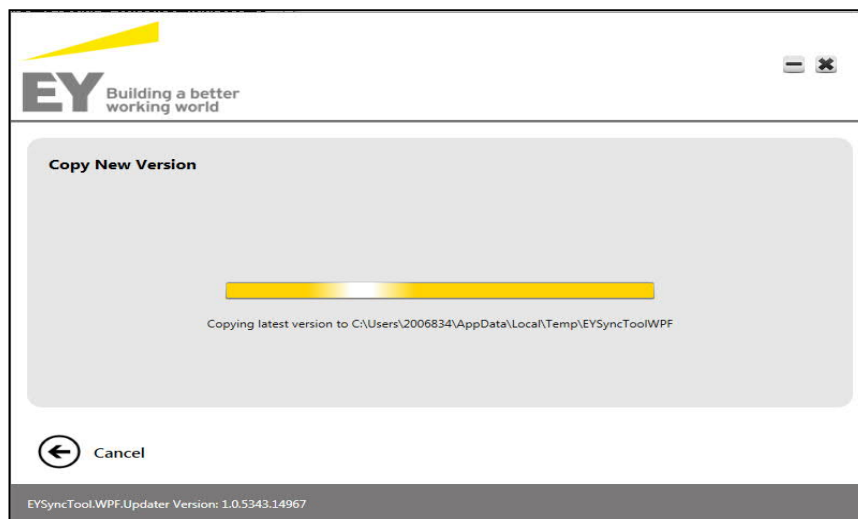 EY
Building a better
working world
Copy New Version
Copying latest version to C:\Users\2006834\AppData\Local\Temp\EYSyncToolWPF
Cancel
EYSyncTool.WPF.Updater Version: 1.0.5343.14967